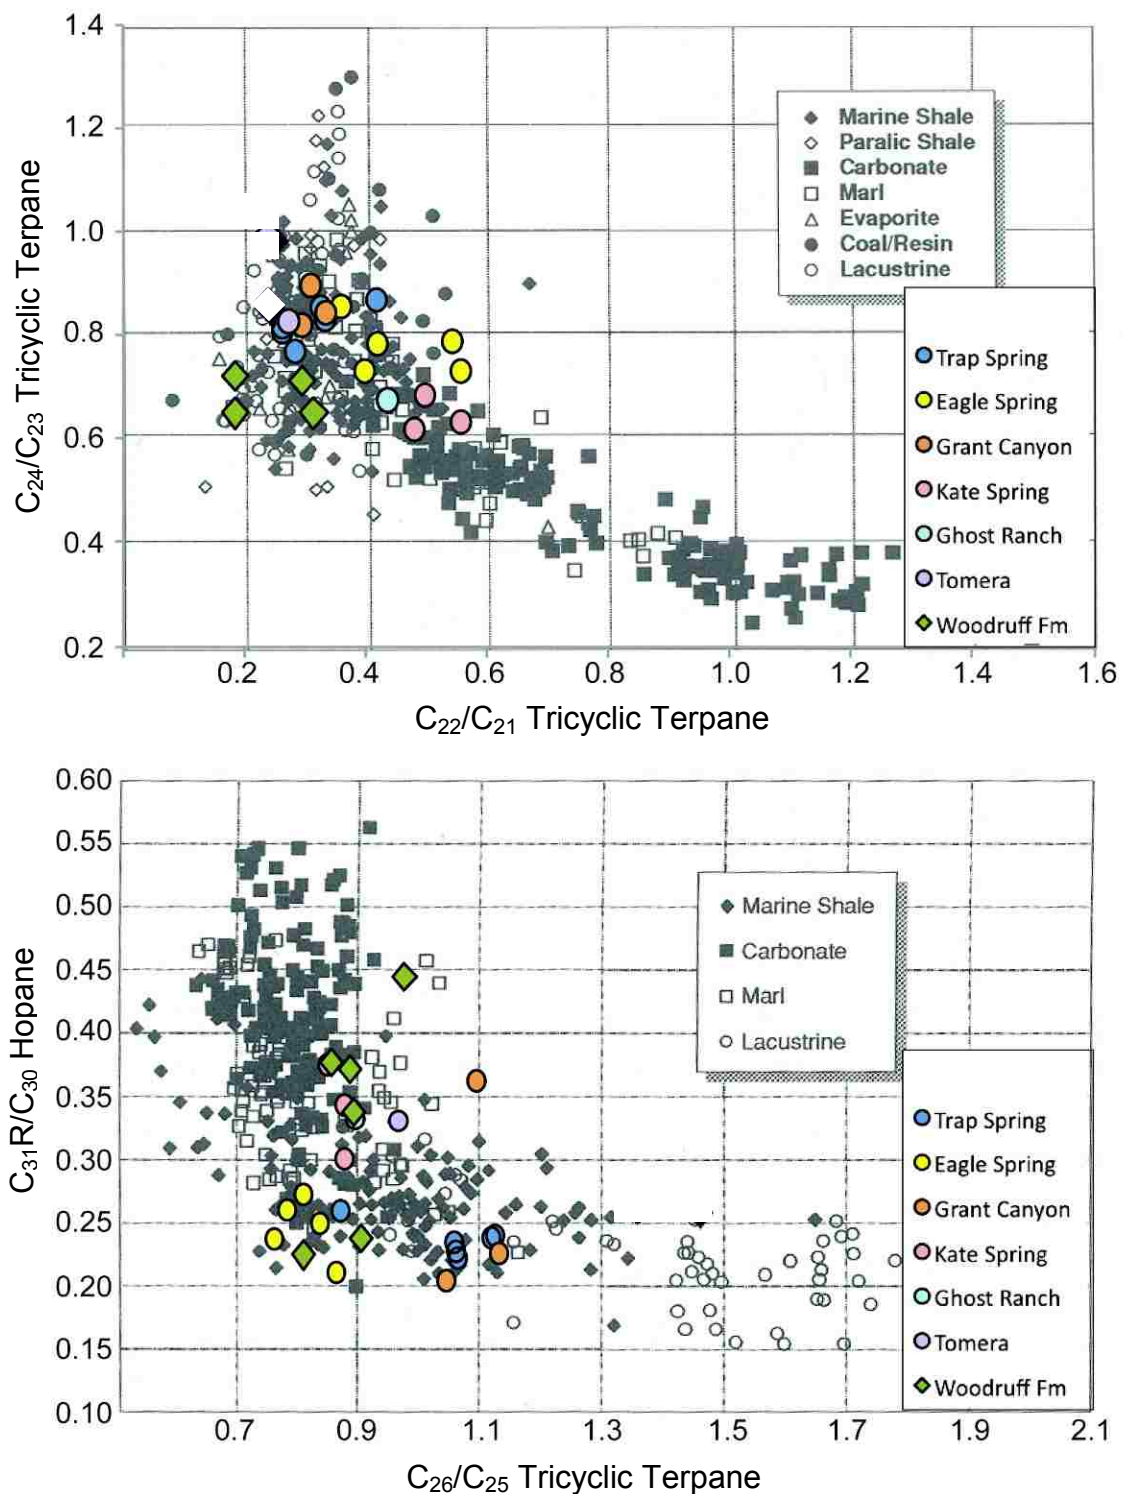 1.4
1.2
1.0
0.8
0.6
0.4
0.2
C24/C23 Tricyclic Terpane
Marine Shale
Paralic Shale
Carbonate
Marl
Evaporite
Coal/Resin
Lacustrine
Trap Spring
Eagle Spring
Grant Canyon
Kate Spring
Ghost Ranch
Tomera
Woodruff Fm
0.2 0.4 0.6 0.8 1.0 1.2 1.4 1.6
C22/C21 Tricyclic Terpane
0.60
0.55
0.50
0.45
0.40
0.35
0.30
0.25
0.20
0.15
0.10
C31R/C30 Hopane
Marine Shale
Carbonate
Marl
Lacustrine
Trap Spring
Eagle Spring
Grant Canyon
Kate Spring
Ghost Ranch
Tomera
Woodruff Fm
0.7 0.9 1.1 1.3 1.5 1.7 1.9 2.1
C26/C25 Tricyclic Terpane